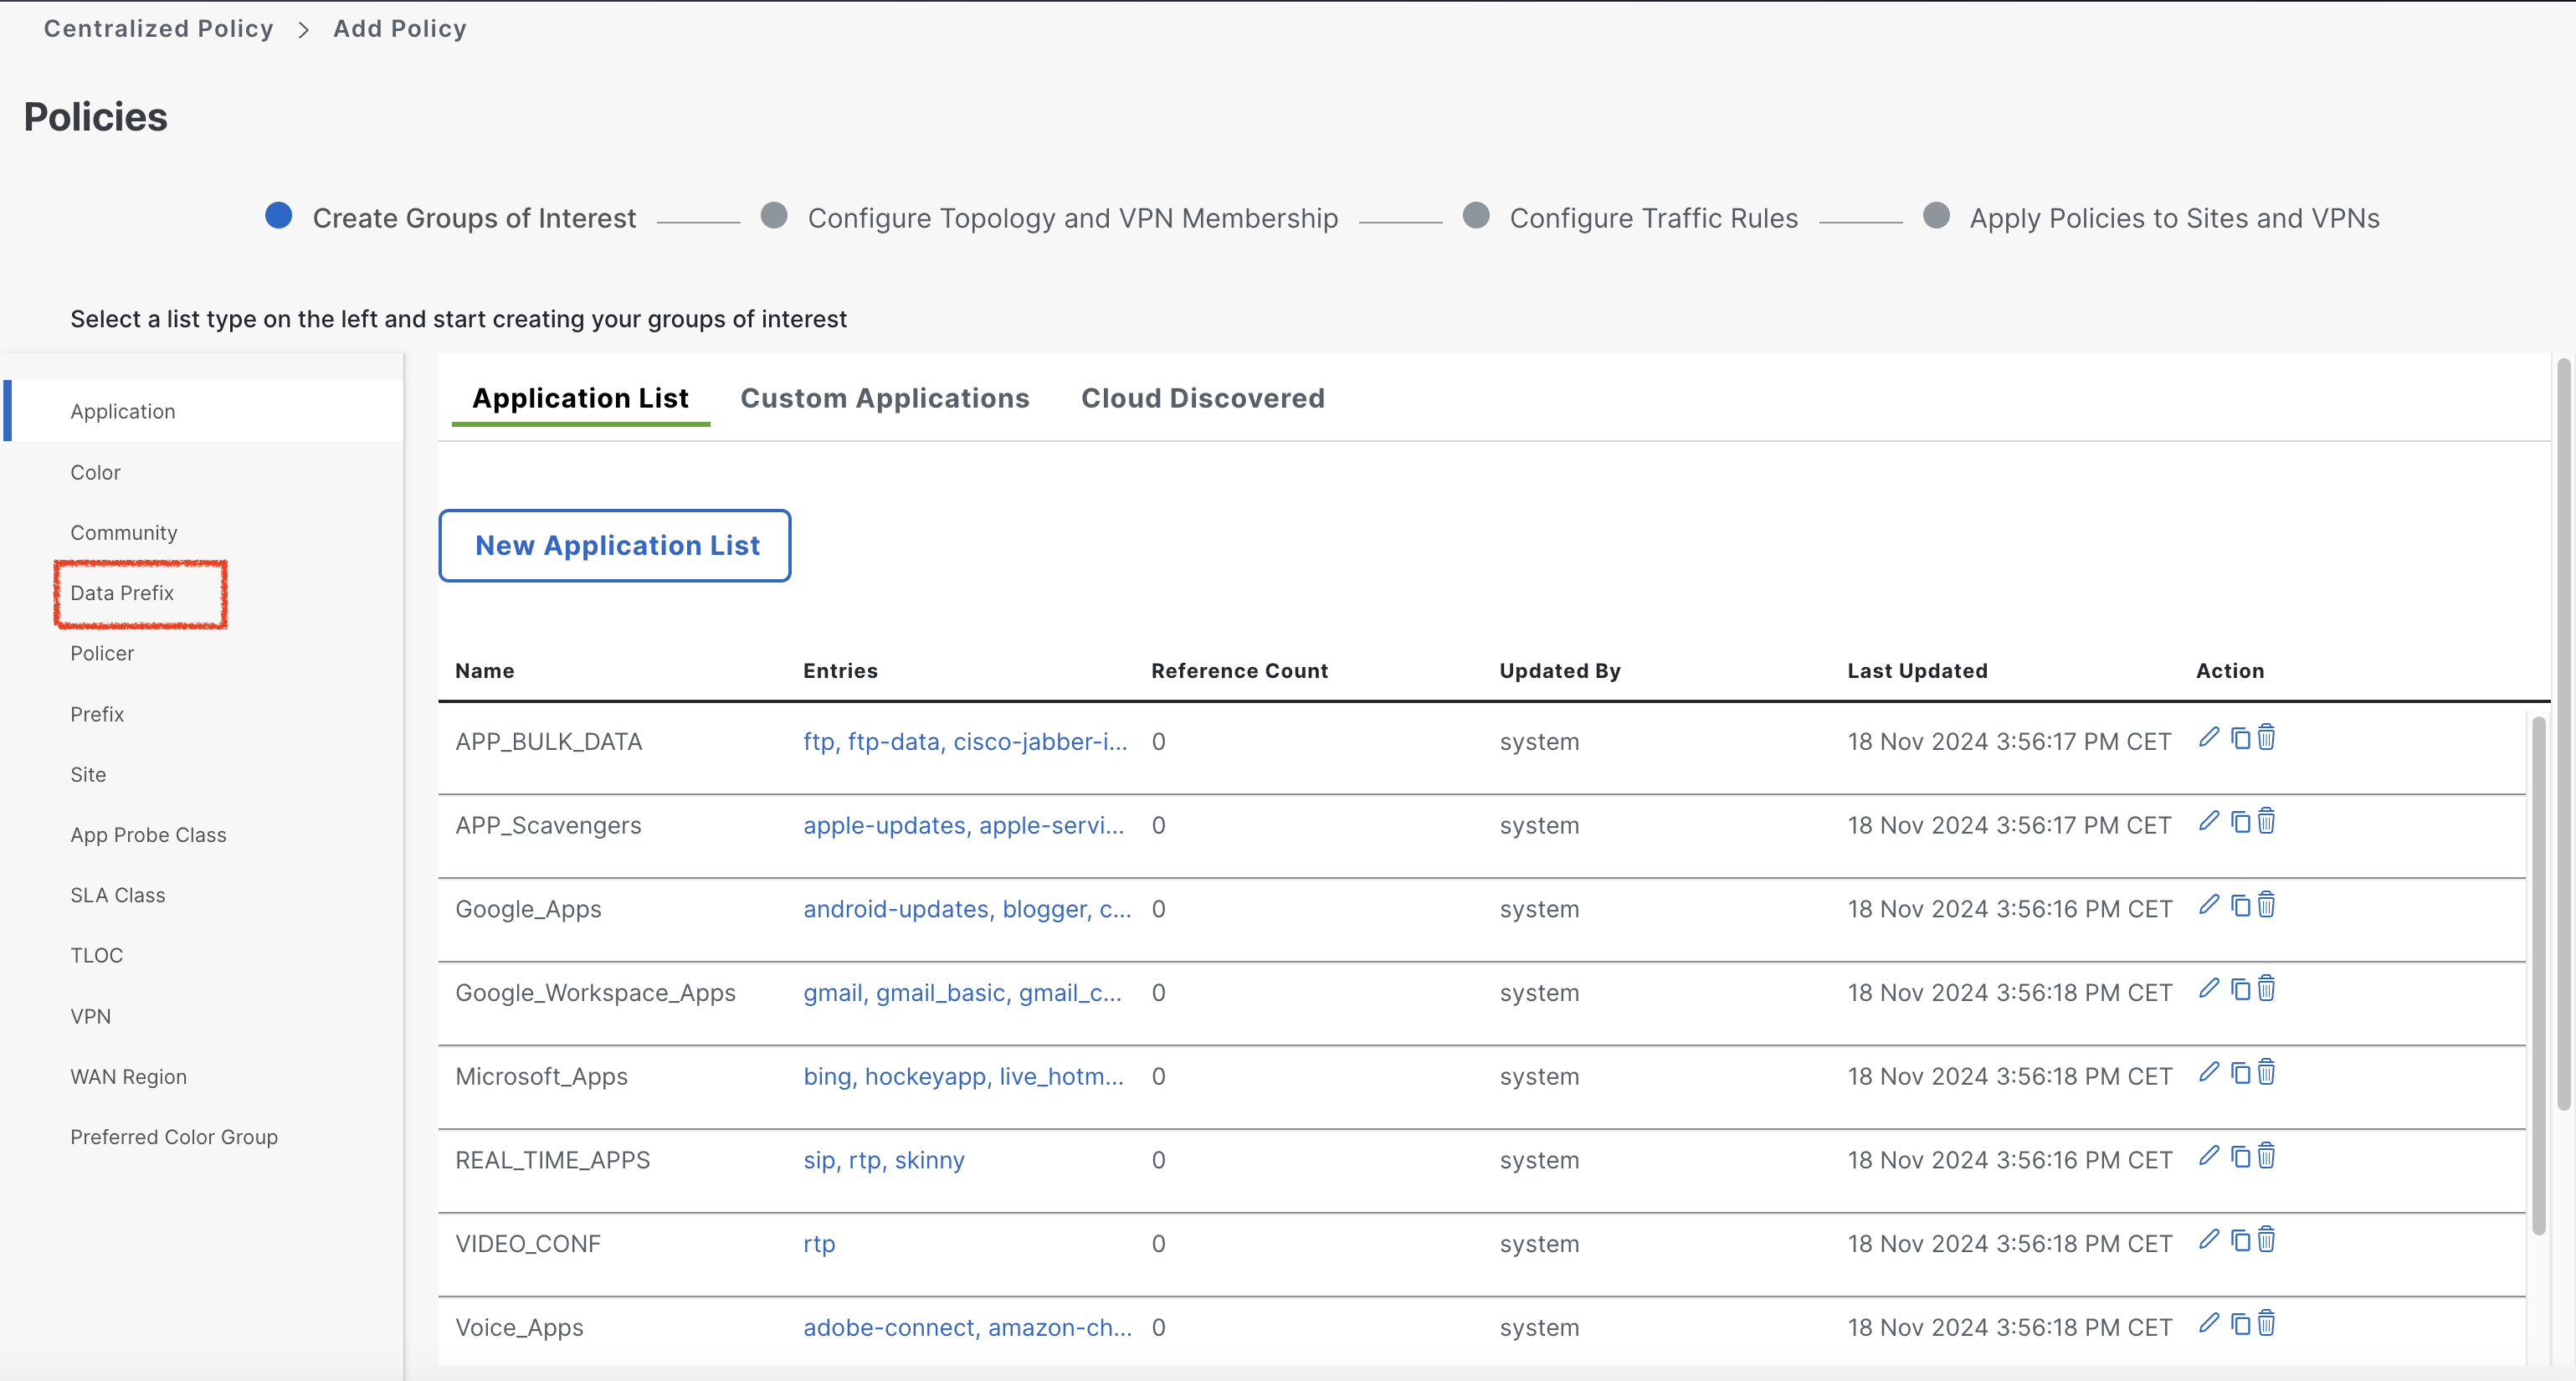 Centralized Policy > Add Policy
Policies
Create Groups of Interest Configure Topology and VPN Membership Configure Traffic Rules Apply Policies to Sites and VPNs
Select a list type on the left and start creating your groups of interest
Application
Color
Community
Data Prefix
Policer
Prefix
Site
App Probe Class
SLA Class
TLOC
VPN
WAN Region
Preferred Color Group
Application List Custom Applications Cloud Discovered
New Application List
Name Entries Reference Count Updated By Last Updated Action
APP_BULK_DATA ftp, ftp-data, cisco-jabber-i... 0 system 18 Nov 2024 3:56:17 PM CET
APP_Scavengers apple-updates, apple-servi... 0 system 18 Nov 2024 3:56:17 PM CET
Google_Apps android-updates, blogger, c... 0 system 18 Nov 2024 3:56:16 PM CET
Google_Workspace_Apps gmail, gmail_basic, gmail_c... 0 system 18 Nov 2024 3:56:18 PM CET
Microsoft_Apps bing, hockeyapp, live_hotm... 0 system 18 Nov 2024 3:56:18 PM CET
REAL_TIME_APPS sip, rtp, skinny 0 system 18 Nov 2024 3:56:16 PM CET
VIDEO_CONF rtp 0 system 18 Nov 2024 3:56:18 PM CET
Voice_Apps adobe-connect, amazon-ch... 0 system 18 Nov 2024 3:56:18 PM CET